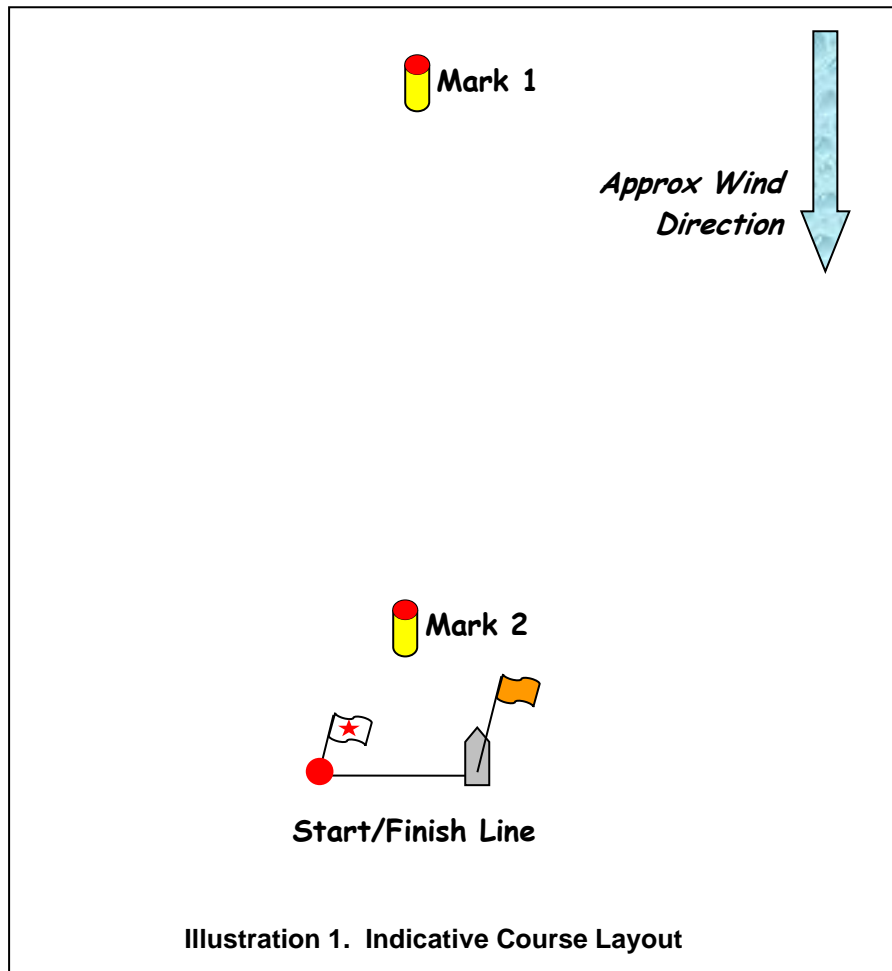 Mark 1
Approx Wind
Direction
Mark 2
Start/Finish Line
Illustration 1. Indicative Course Layout